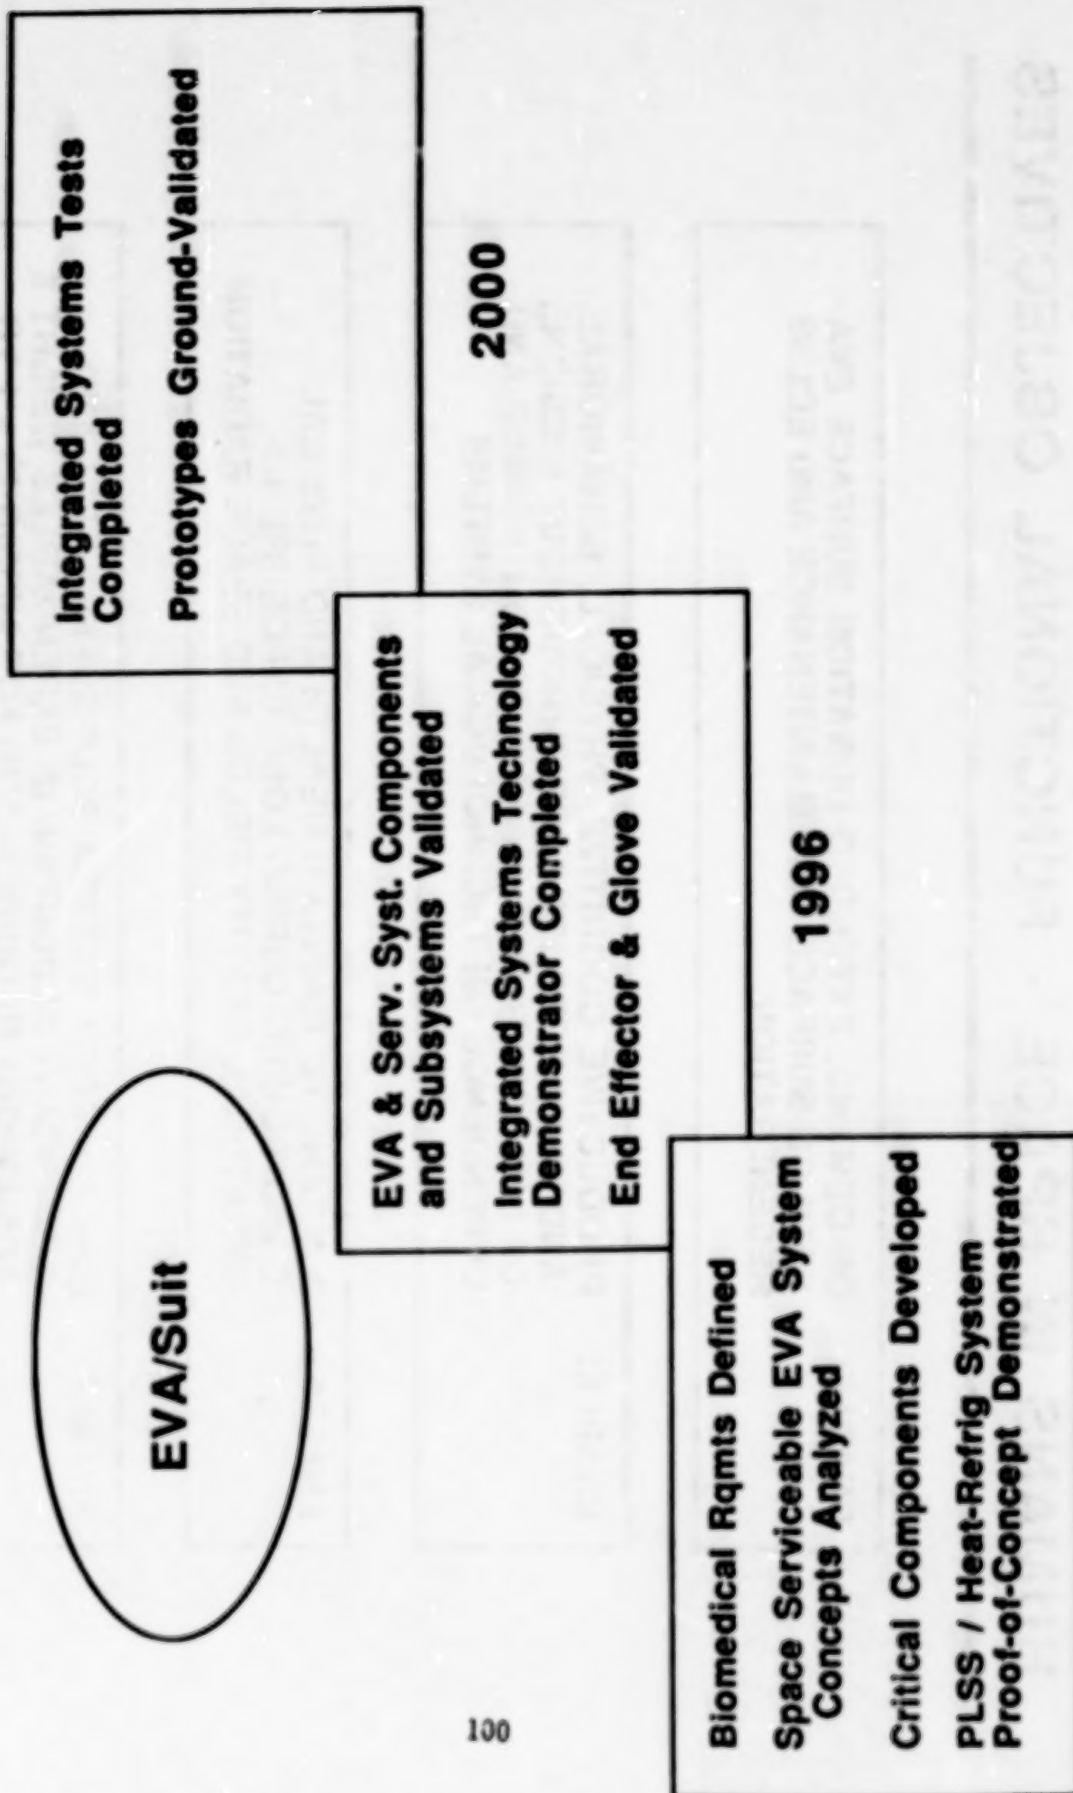 EVA/Suit
Integrated Systems Tests
Completed
Prototypes Ground-Validated
2000
EVA & Serv. Syst. Components
and Subsystems Validated
Integrated Systems Technology
Demonstrator Completed
End Effector & Glove Validated
1996
Biomedical Rqmts Defined
Space Serviceable EVA System
Concepts Analyzed
Critical Components Developed
PLSS / Heat-Refrig System
Proof-of-Concept Demonstrated
100